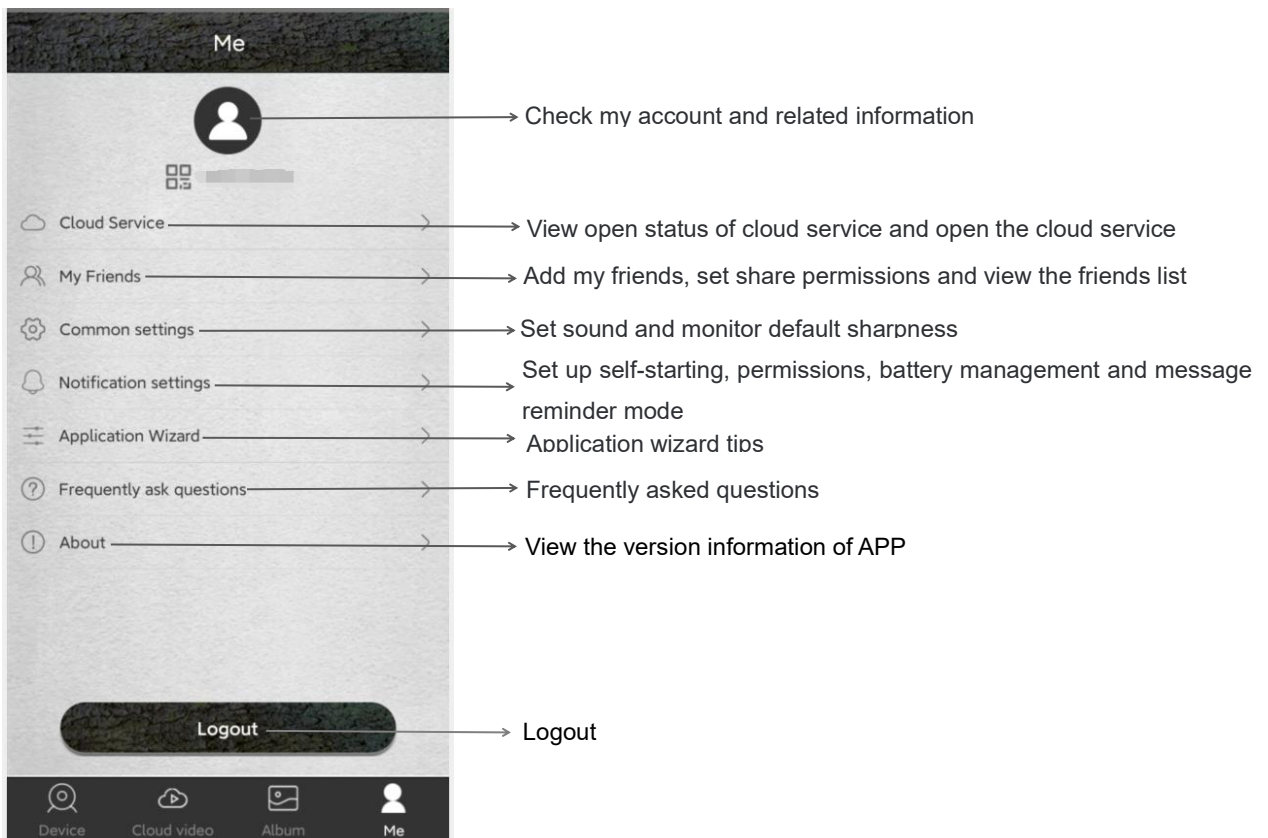 Me
Check my account and related information
Cloud Service
View open status of cloud service and open the cloud service
My Friends
Add my friends, set share permissions and view the friends list
Common settings
Set sound and monitor default sharpness
Notification settings
Set up self-starting, permissions, battery management and message
reminder mode
Application Wizard
Application wizard tips
Frequently ask questions
Frequently asked questions
About
View the version information of APP
Logout
Logout
Device
Cloud video
Album
Me